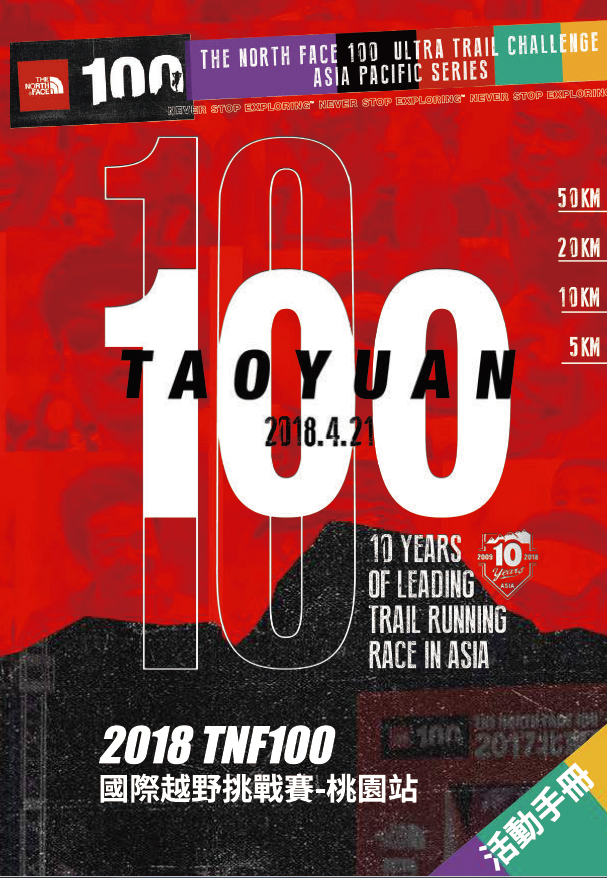 THE NORTH FACE
100
THE NORTH FACE 100 ULTRA TRAIL CHALLENGE
ASIA PACIFIC SERIES
NEVER STOP EXPLORING™ NEVER STOP EXPLORING™ NEVER STOP EXPLORING
10
50KM
20KM
10KM
5KM
100
TAOYUAN
2018.4.21
10 YEARS
OF LEADING
TRAIL RUNNING
RACE IN ASIA
2009 10 2018
Years
ASIA
100
2017
2018 TNF100
國際越野挑戰賽-桃園站
活動手冊